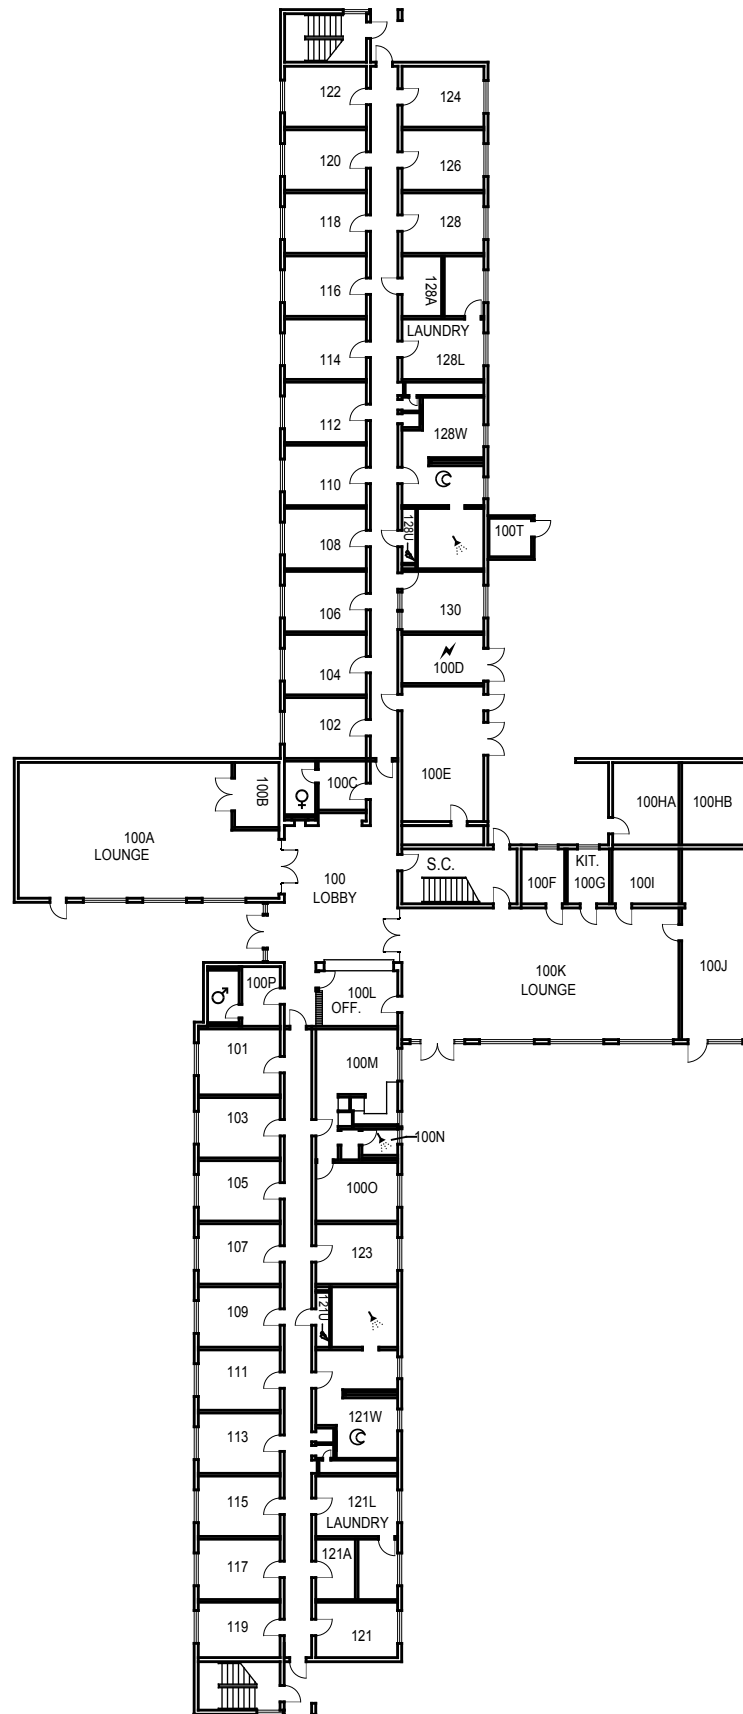 122
124
120
126
118
128
116
128A
LAUNDRY
114
128L
112
128W
110
128U
108
100T
106
130
104
100D
102
100E
100C
100B
100HA
100HB
100A
LOUNGE
S.C.
KIT.
100F
100G
100I
100
LOBBY
100P
100L
OFF.
100K
LOUNGE
100J
101
100M
103
100N
105
100O
107
123
109
121U
111
121W
113
115
121L
LAUNDRY
117
121A
119
121